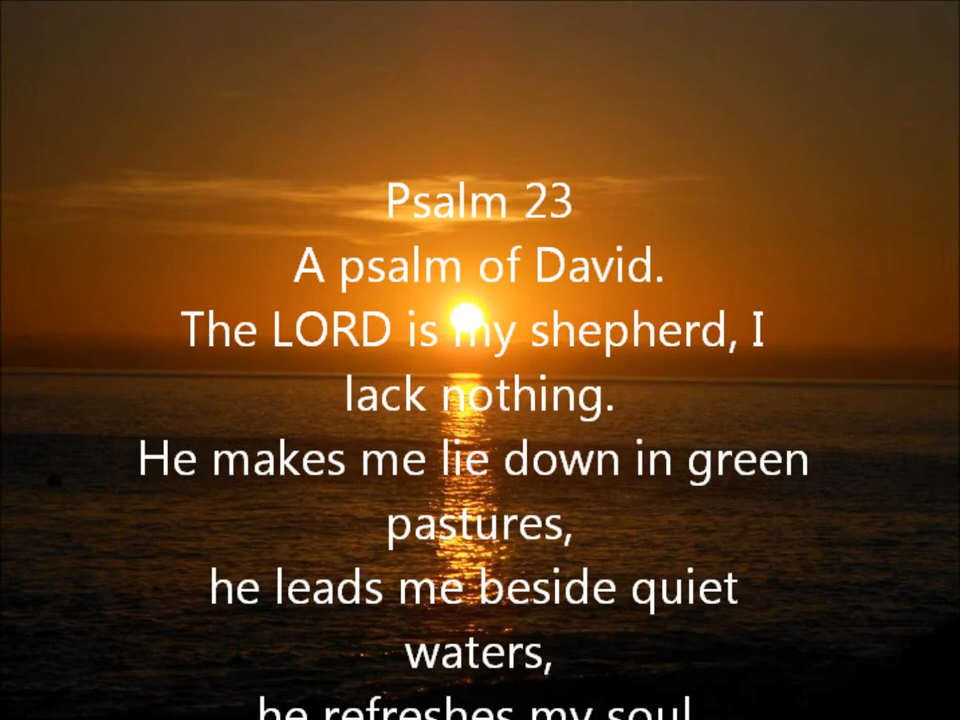 Psalm 23
A psalm of David.
The LORD is my shepherd, I
lack nothing.
He makes me lie down in green
pastures,
he leads me beside quiet
waters,
he refreshes my soul